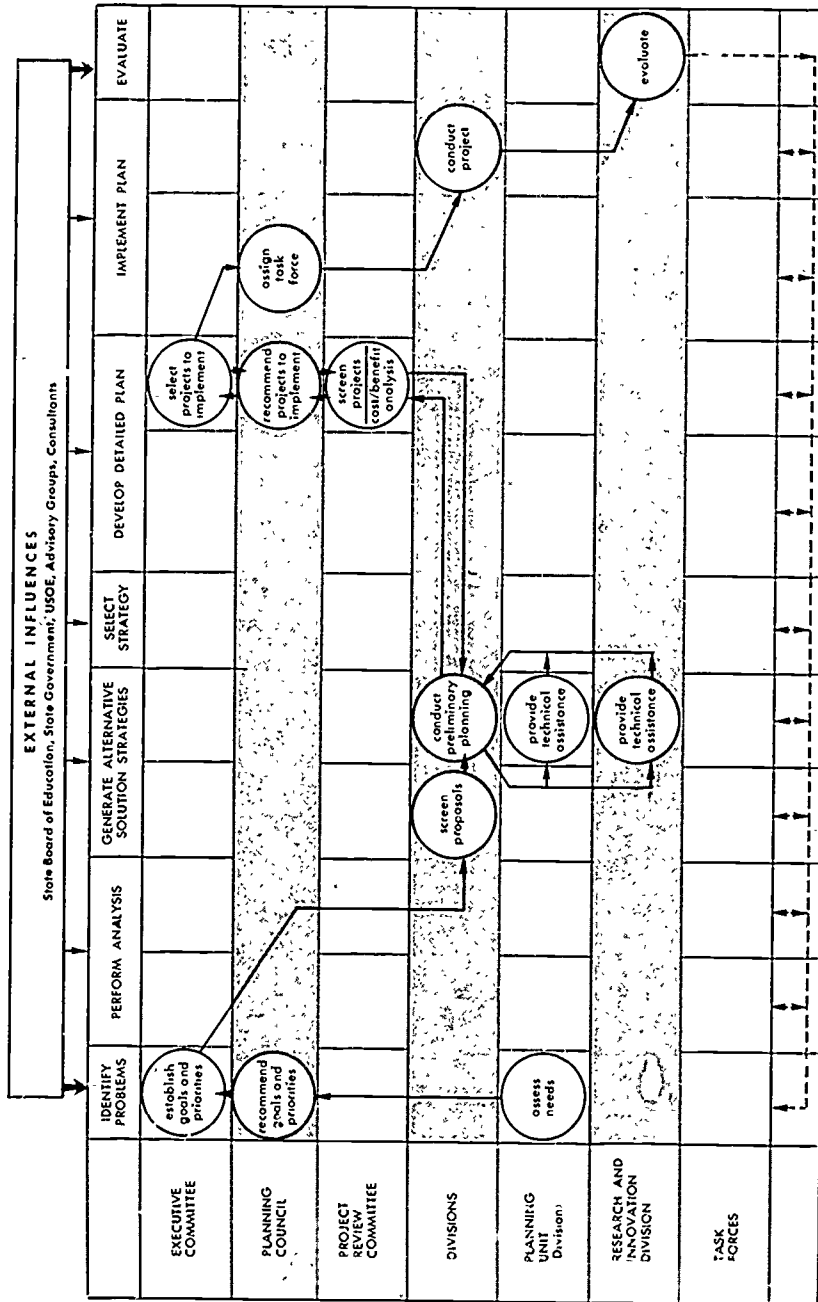 EXTERNAL INFLUENCES
State Board of Education, State Government, USOE, Advisory Groups, Consultants
IDENTIFY
PROBLEMS
PERFORM ANALYSIS
GENERATE ALTERNATIVE
SOLUTION STRATEGIES
SELECT
STRATEGY
DEVELOP DETAILED PLAN
IMPLEMENT PLAN
EVALUATE
EXECUTIVE
COMMITTEE
establish
goals and
priorities
select
projects to
implement
PLANNING
COUNCIL
recommend
goals and
priorities
recommend
projects to
implement
assign
task
force
PROJECT
REVIEW
COMMITTEE
screen
projects
cost/benefit
analysis
DIVISIONS
screen
proposals
conduct
preliminary
planning
conduct
project
PLANNING
UNIT
Division)
assess
needs
provide
technical
assistance
RESEARCH AND
INNOVATION
DIVISION
provide
technical
assistance
evaluate
TASK
FORCES